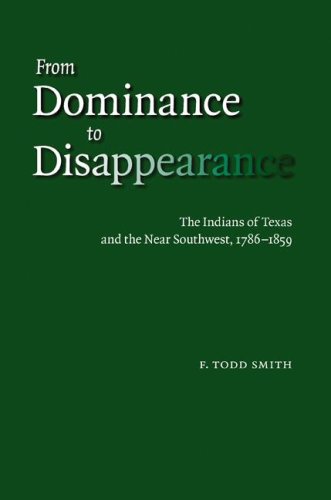 From
Dominance
to
Disappearance
The Indians of Texas
and the Near Southwest, 1786–1859
F. TODD SMITH